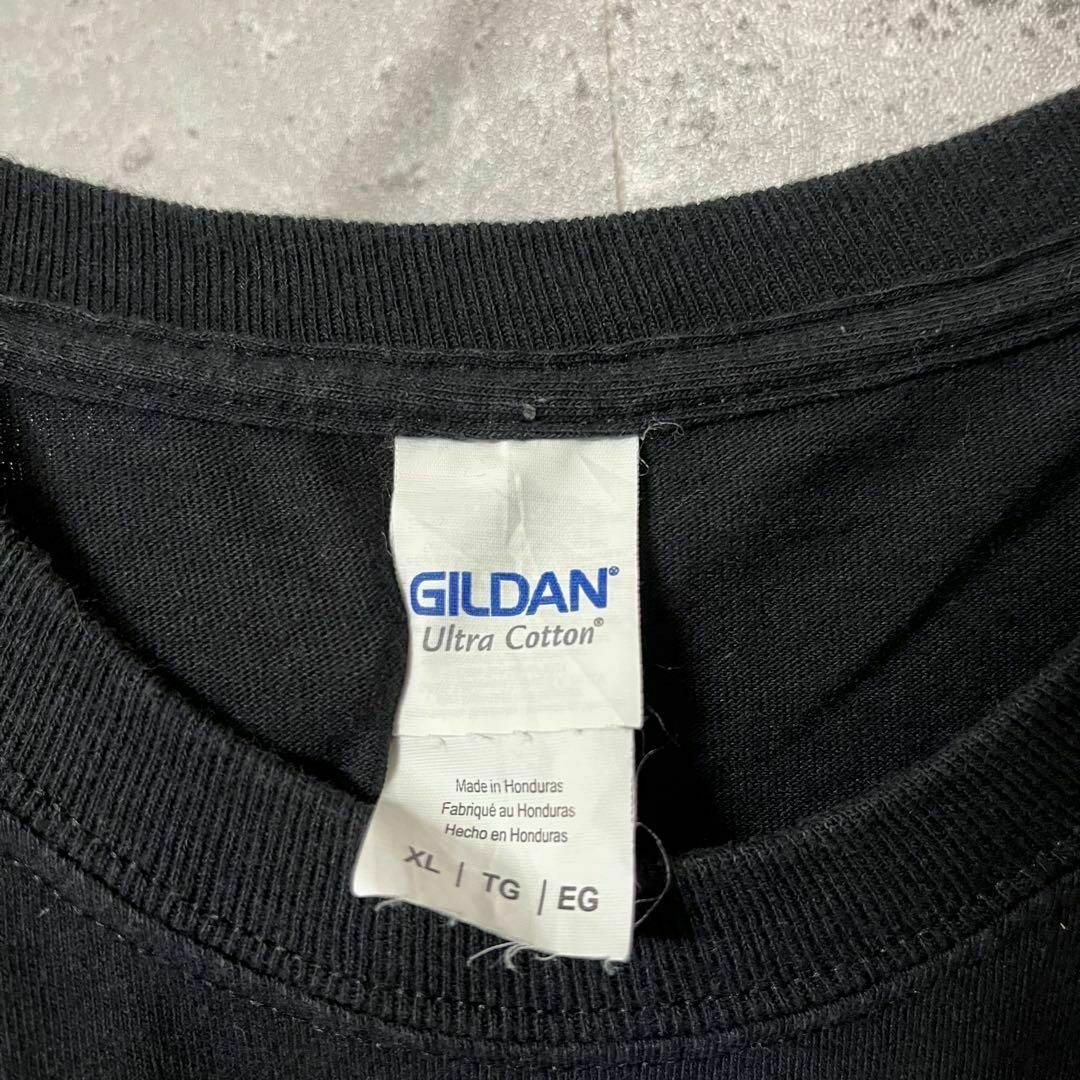 GILDAN®
Ultra Cotton®
Made in Honduras
Fabriqué au Honduras
Hecho en Honduras
XL | TG | EG